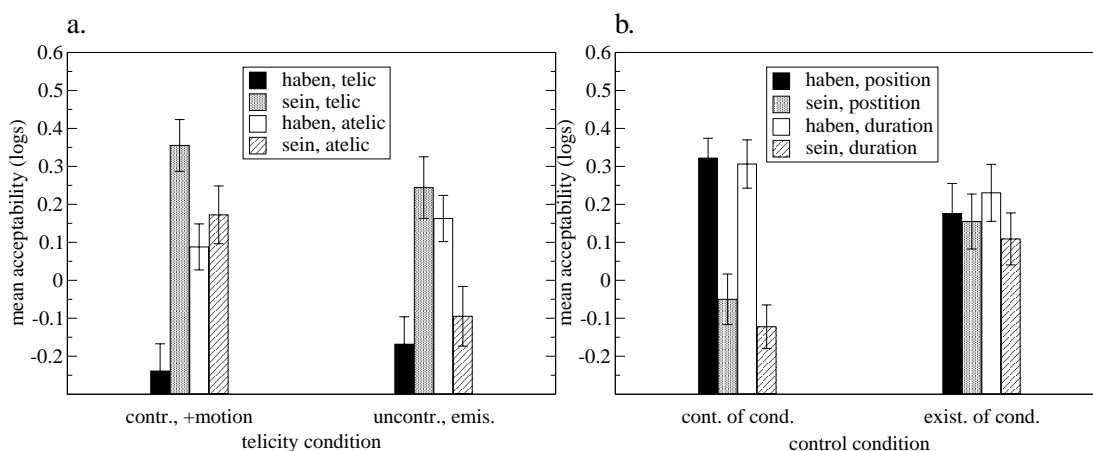 a.
mean acceptability (logs)
0.6
0.5
0.4
0.3
0.2
0.1
0
-0.1
-0.2
haben, telic
sein, telic
haben, atelic
sein, atelic
contr., +motion
uncontr., emis.
telicity condition
b.
mean acceptability (logs)
0.6
0.5
0.4
0.3
0.2
0.1
0
-0.1
-0.2
haben, position
sein, postition
haben, duration
sein, duration
cont. of cond.
exist. of cond.
control condition